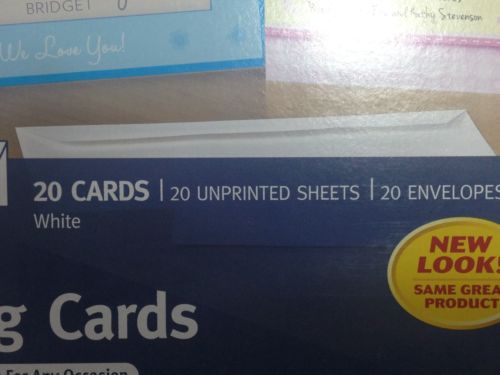 BRIDGET
We Love You!
and Kathy Stevenson
20 CARDS | 20 UNPRINTED SHEETS | 20 ENVELOPES
White
NEW
LOOK!
SAME GREA
PRODUCT
g Cards
For Any Occasion